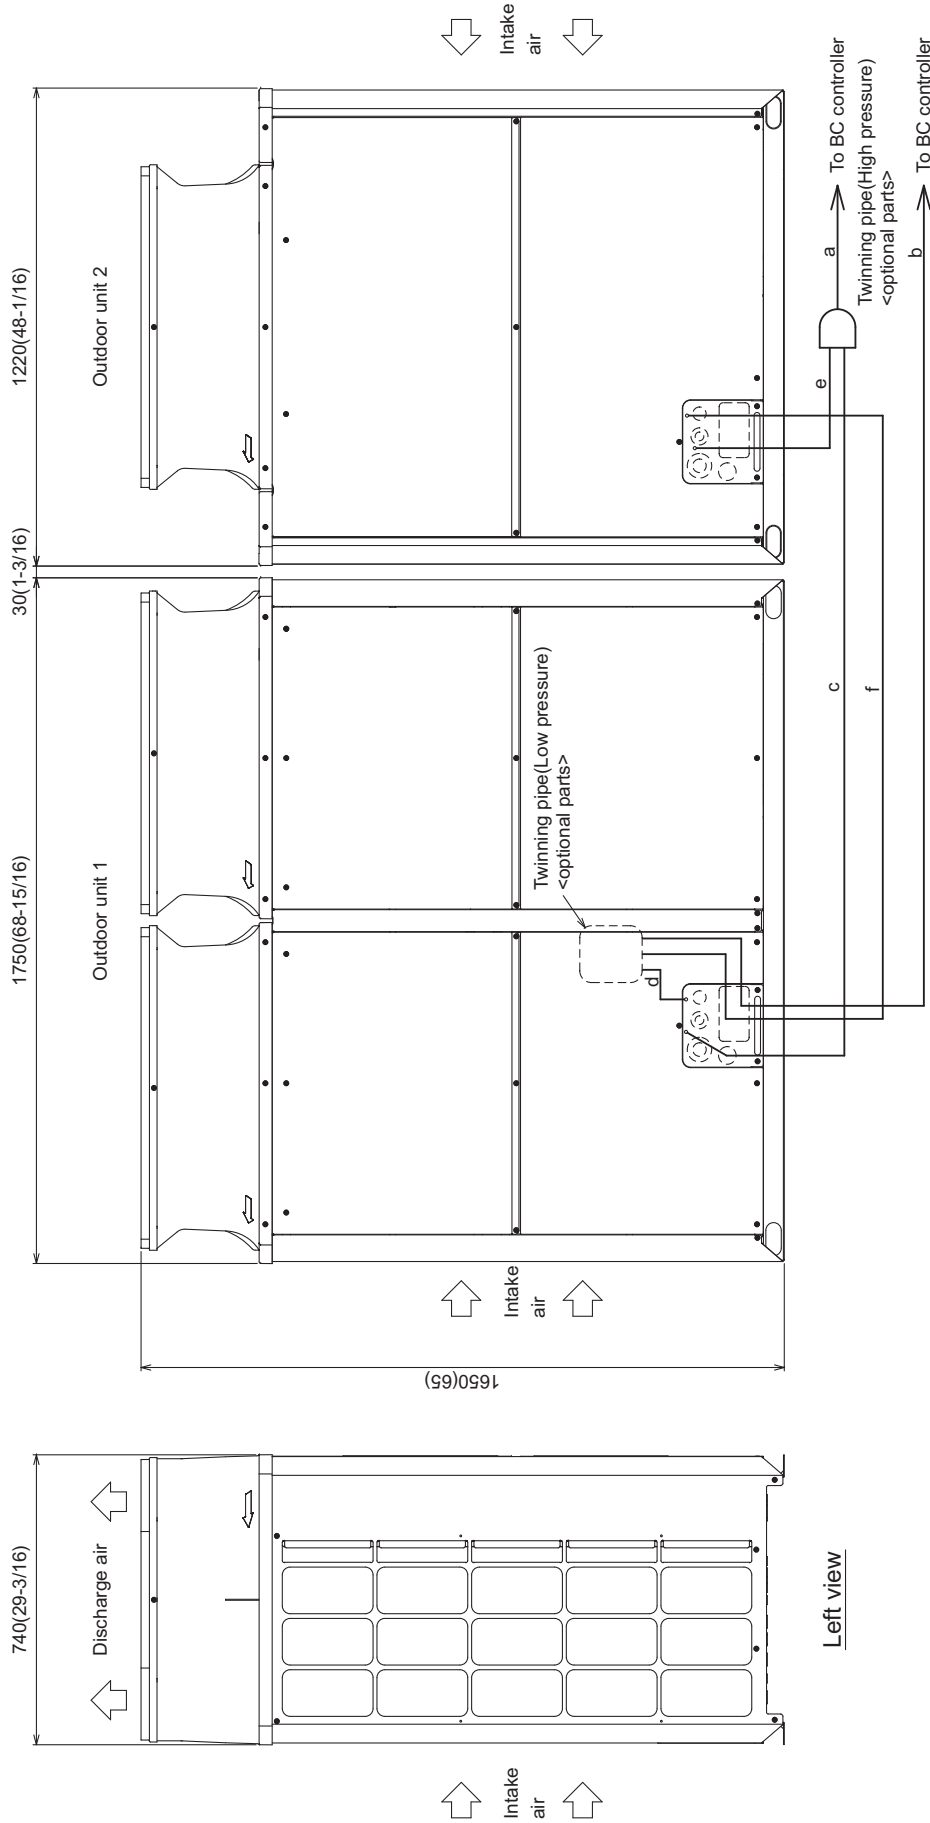 740(29-3/16)
Discharge air
Intake
air
Left view
1650(65)
1750(68-15/16)
30(1-3/16)
1220(48-1/16)
Outdoor unit 1
Outdoor unit 2
Intake
air
Intake
air
Twinning pipe(Low pressure)
<optional parts>
d
c
f
e
a
To BC controller
Twinning pipe(High pressure)
<optional parts>
b
To BC controller